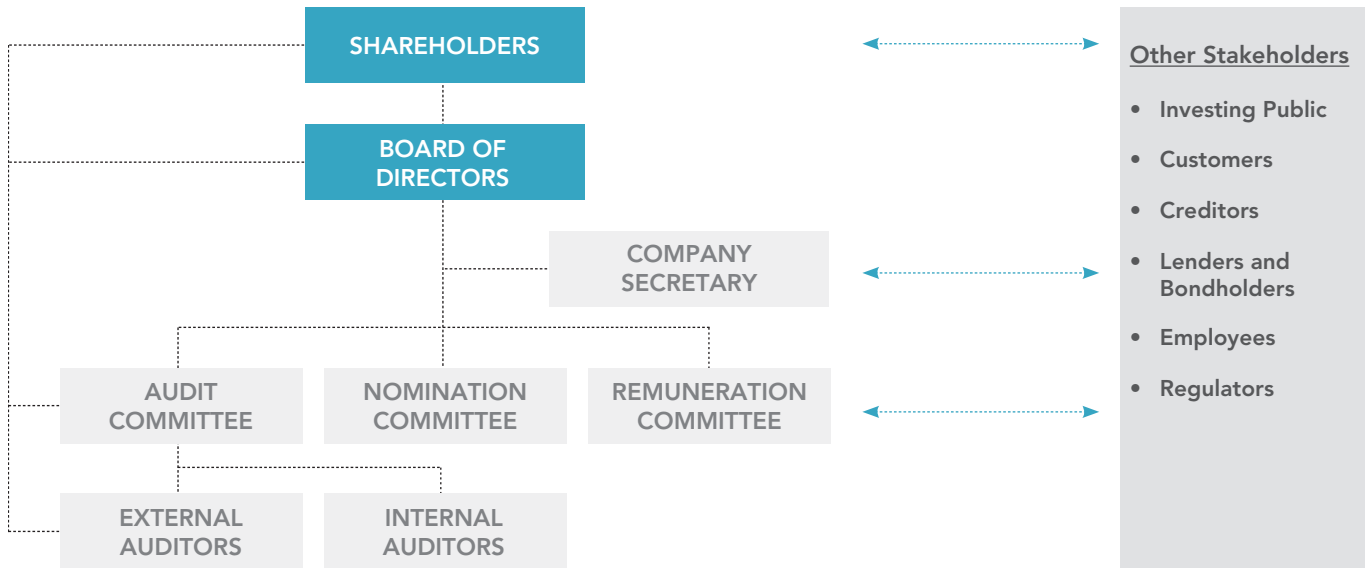 SHAREHOLDERS
BOARD OF
DIRECTORS
COMPANY
SECRETARY
AUDIT
COMMITTEE
NOMINATION
COMMITTEE
REMUNERATION
COMMITTEE
EXTERNAL
AUDITORS
INTERNAL
AUDITORS
Other Stakeholders
• Investing Public
• Customers
• Creditors
• Lenders and
Bondholders
• Employees
• Regulators